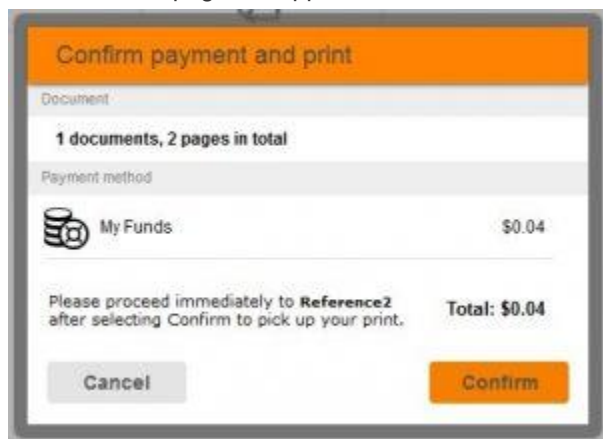 Confirm payment and print
Document
1 documents, 2 pages in total
Payment method
My Funds $0.04
Please proceed immediately to Reference2
after selecting Confirm to pick up your print.
Total: $0.04
Cancel Confirm